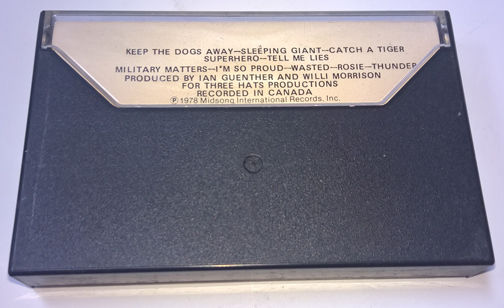 KEEP THE DOGS AWAY—SLEEPING GIANT—CATCH A TIGER
SUPERHERO—TELL ME LIES
MILITARY MATTERS—I'M SO PROUD—WASTED—ROSIE—THUNDER
PRODUCED BY IAN GUENTHER AND WILLI MORRISON
FOR THREE HATS PRODUCTIONS
RECORDED IN CANADA
℗ 1978 Midsong International Records, Inc.